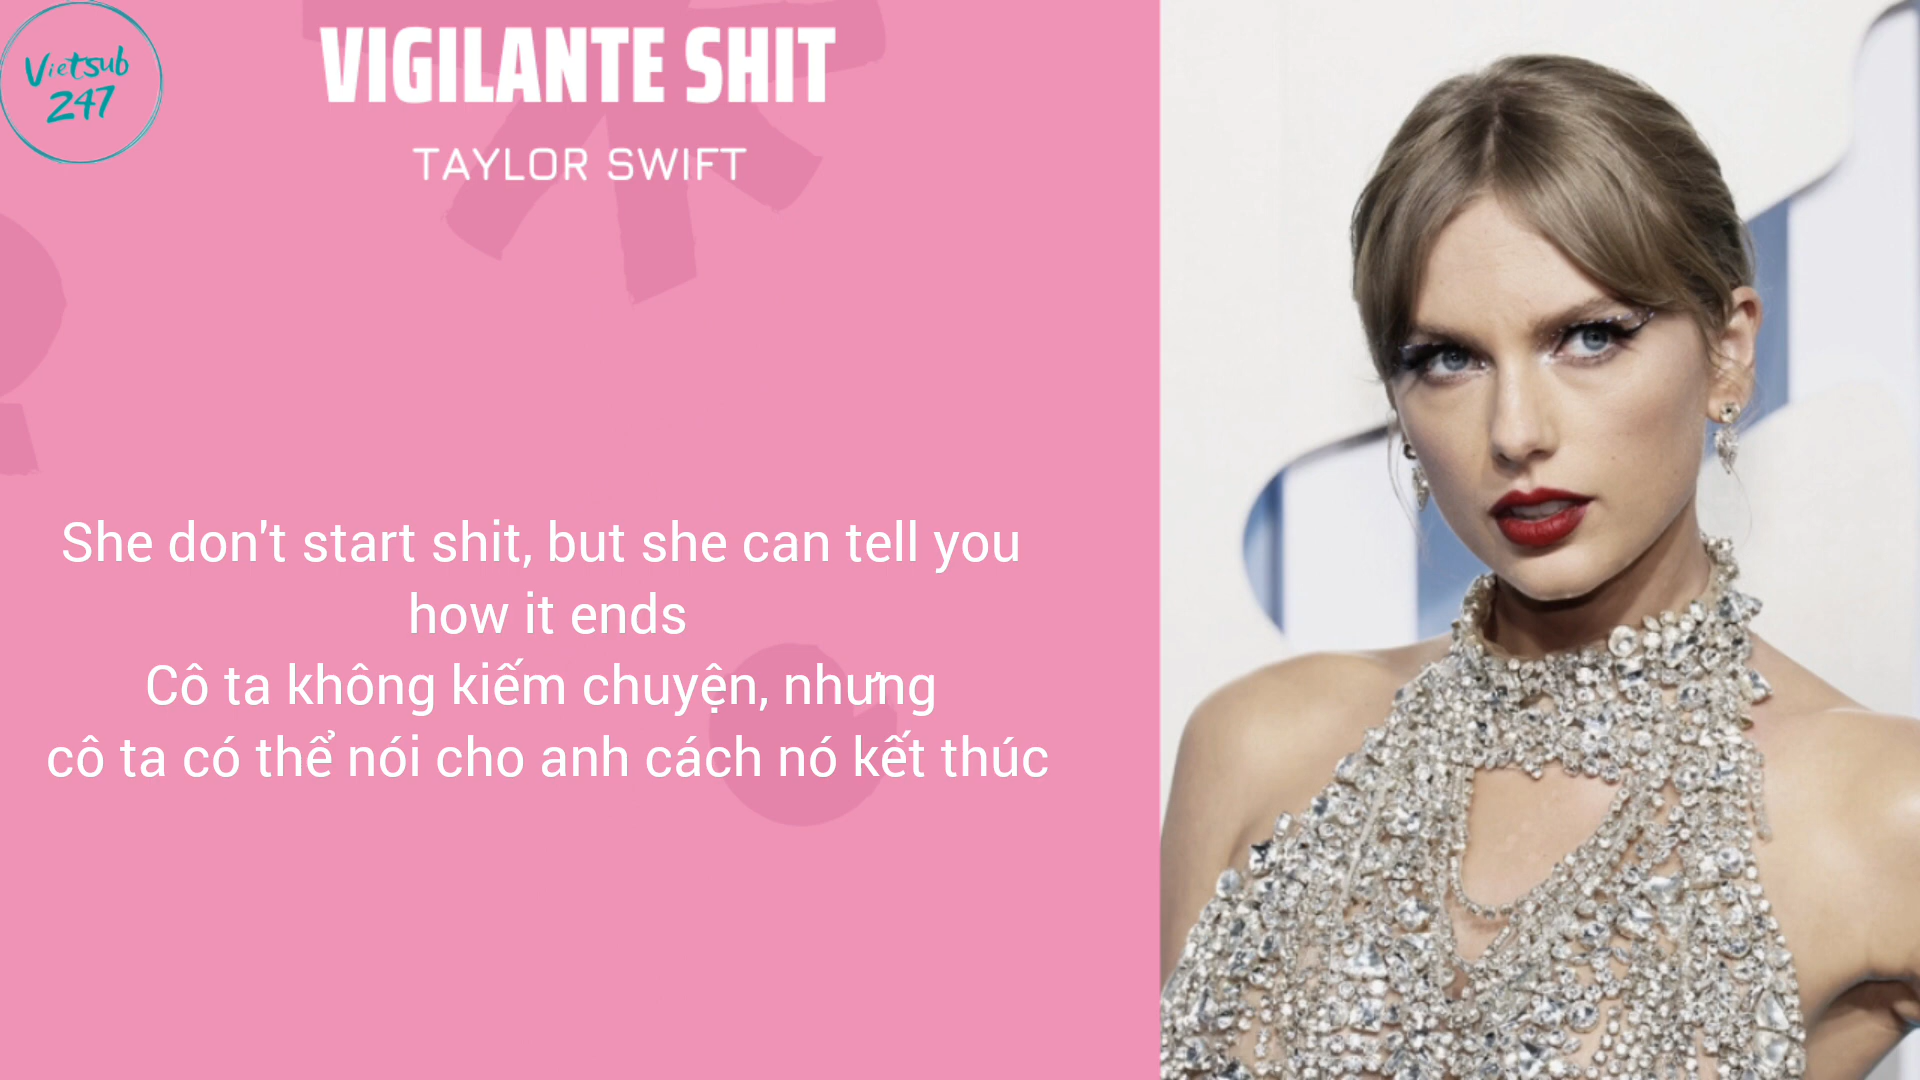 Vietsub
247
VIGILANTE SHIT
TAYLOR SWIFT
She don't start shit, but she can tell you
how it ends
Cô ta không kiếm chuyện, nhưng
cô ta có thể nói cho anh cách nó kết thúc